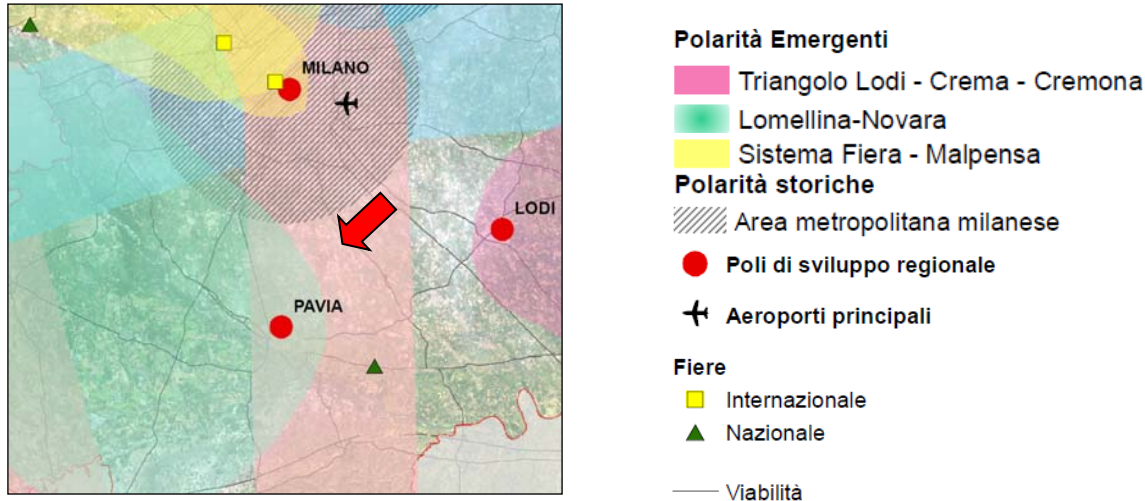 MILANO
LODI
PAVIA
Polarità Emergenti
Triangolo Lodi - Crema - Cremona
Lomellina-Novara
Sistema Fiera - Malpensa
Polarità storiche
Area metropolitana milanese
Poli di sviluppo regionale
Aeroporti principali
Fiere
Internazionale
Nazionale
Viabilità